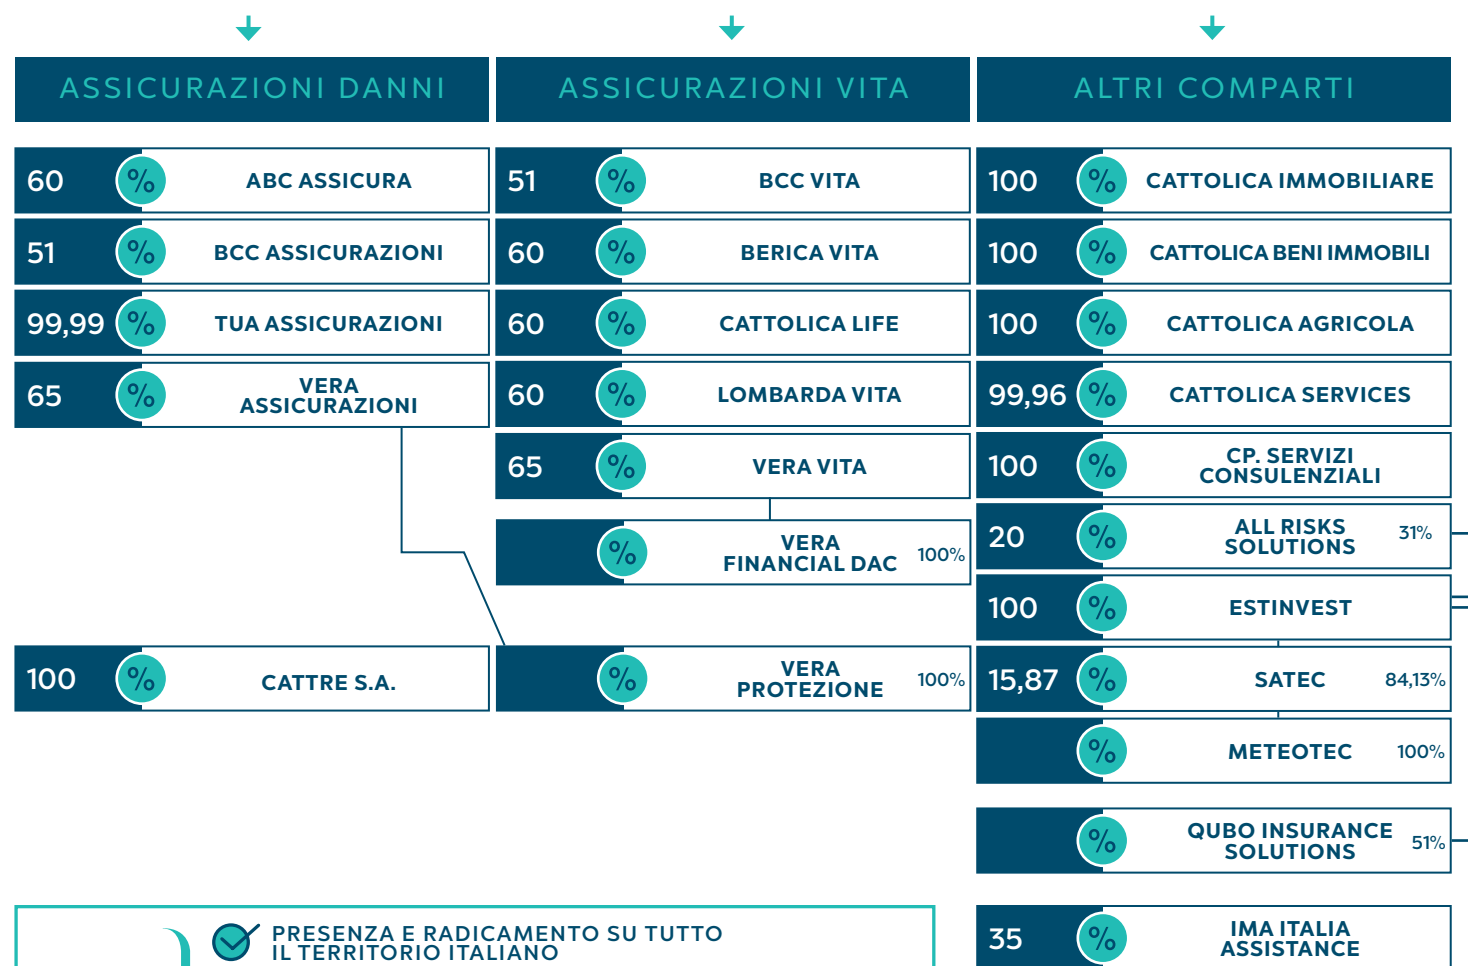 ASSICURAZIONI DANNI
60 % ABC ASSICURA
51 % BCC ASSICURAZIONI
99,99 % TUA ASSICURAZIONI
65 % VERA
ASSICURAZIONI
100 % CATTRE S.A.
ASSICURAZIONI VITA
51 % BCC VITA
60 % BERICA VITA
60 % CATTOLICA LIFE
60 % LOMBARDA VITA
65 % VERA VITA
% VERA
FINANCIAL DAC 100%
% VERA
PROTEZIONE 100%
ALTRI COMPARTI
100 % CATTOLICA IMMOBILIARE
100 % CATTOLICA BENI IMMOBILI
100 % CATTOLICA AGRICOLA
99,96 % CATTOLICA SERVICES
100 % CP. SERVIZI
CONSULENZIALI
20 % ALL RISKS
SOLUTIONS 31%
100 % ESTINVEST
15,87 % SATEC 84,13%
% METEOTEC 100%
% QUBO INSURANCE
SOLUTIONS 51%
35 % IMA ITALIA
ASSISTANCE
PRESENZA E RADICAMENTO SU TUTTO
IL TERRITORIO ITALIANO